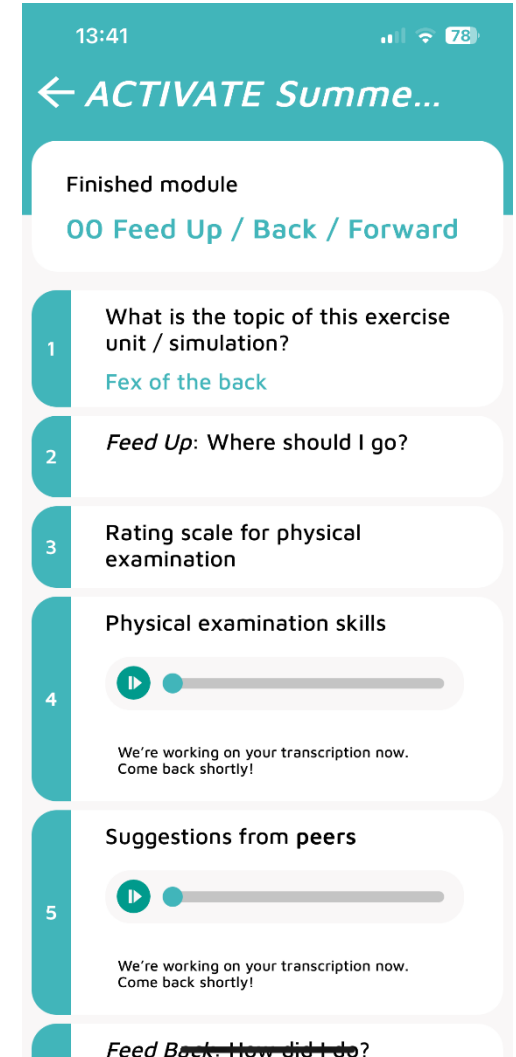 13:41
78
ACTIVATE Summe...
Finished module
00 Feed Up / Back / Forward
1
What is the topic of this exercise
unit / simulation?
Fex of the back
2
Feed Up: Where should I go?
3
Rating scale for physical
examination
4
Physical examination skills
We're working on your transcription now.
Come back shortly!
5
Suggestions from peers
We're working on your transcription now.
Come back shortly!
Feed Back: How did I do?